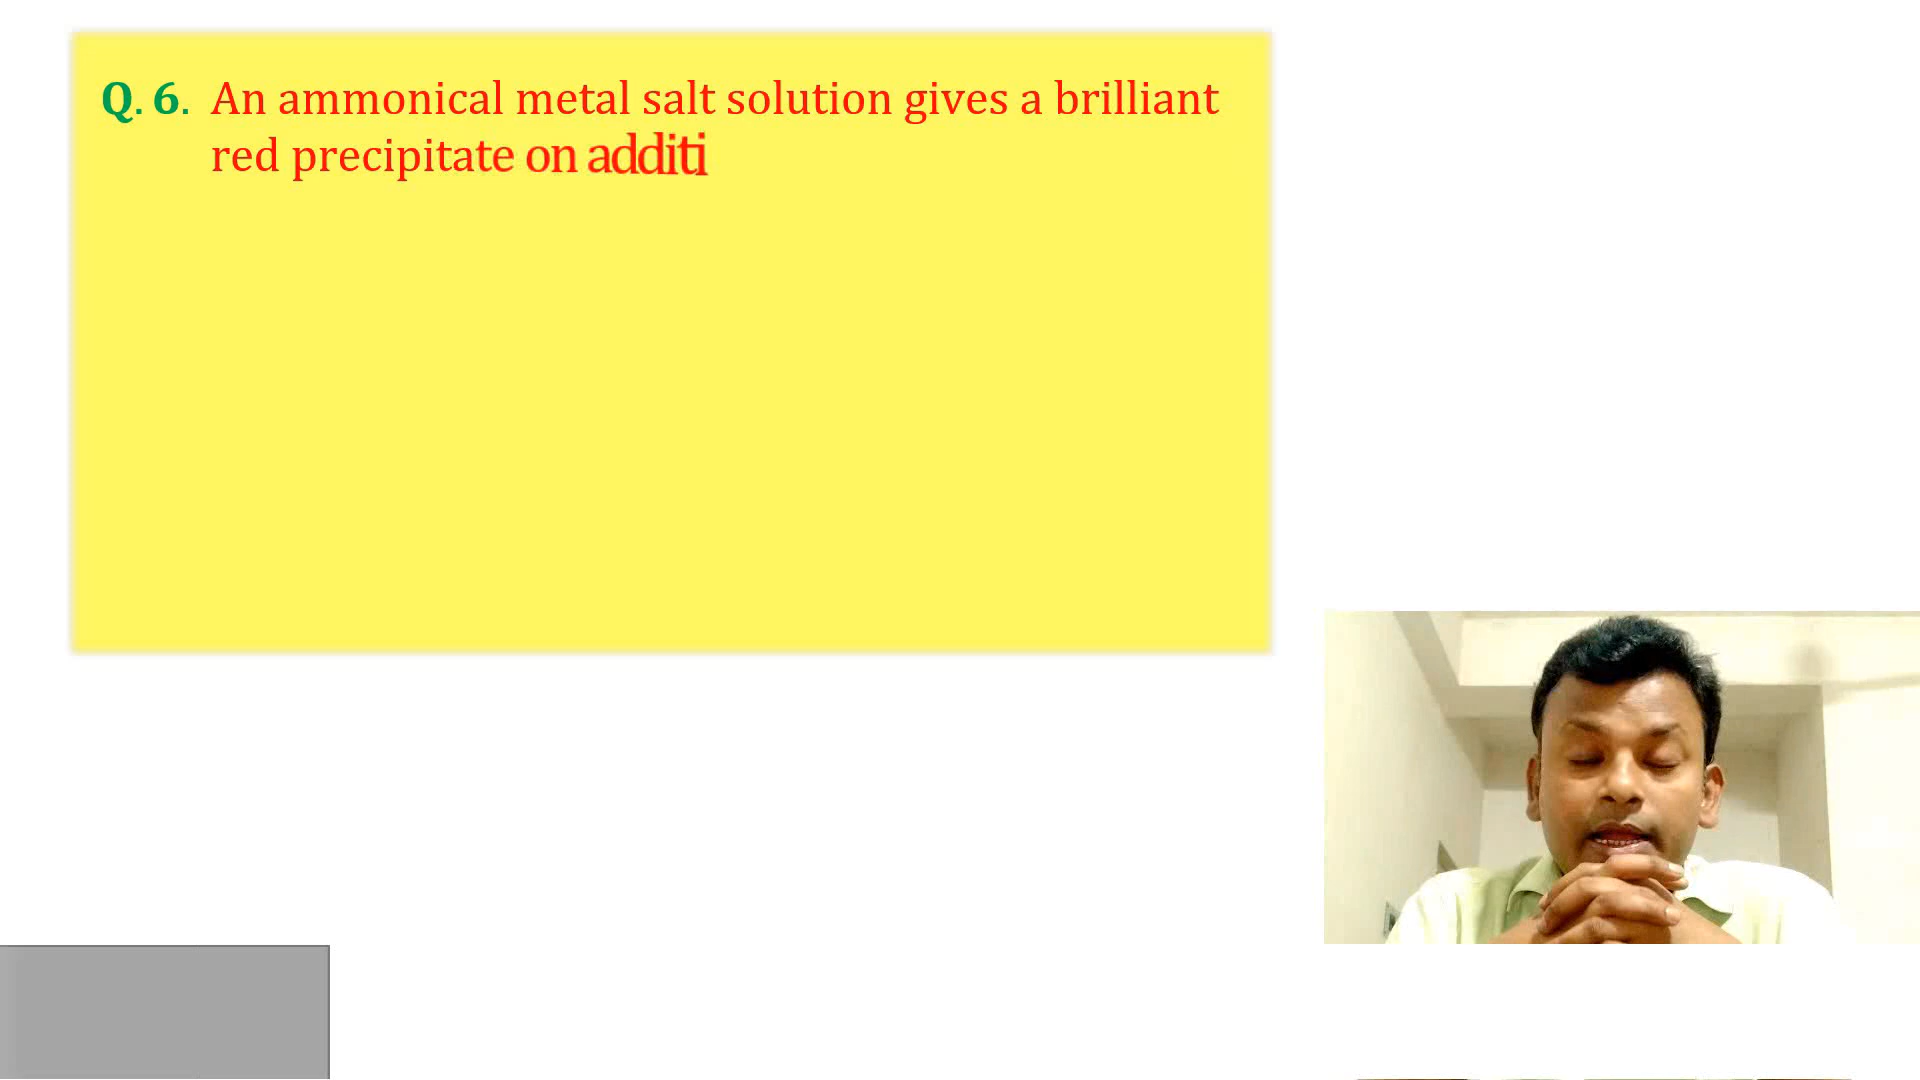 Q. 6. An ammonical metal salt solution gives a brilliant
red precipitate on additi